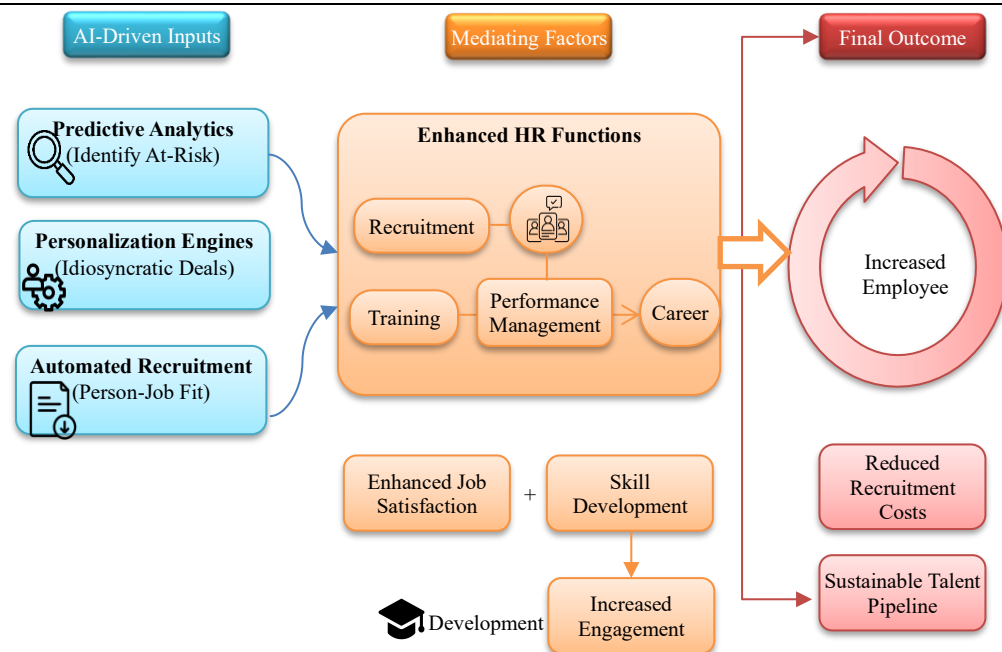 AI-Driven Inputs
Mediating Factors
Final Outcome
Predictive Analytics
(Identify At-Risk)
Personalization Engines
(Idiosyncratic Deals)
Automated Recruitment
(Person-Job Fit)
Enhanced HR Functions
Recruitment
Training
Performance
Management
Career
Enhanced Job
Satisfaction
+
Skill
Development
Development
Increased
Engagement
Increased
Employee
Reduced
Recruitment
Costs
Sustainable Talent
Pipeline